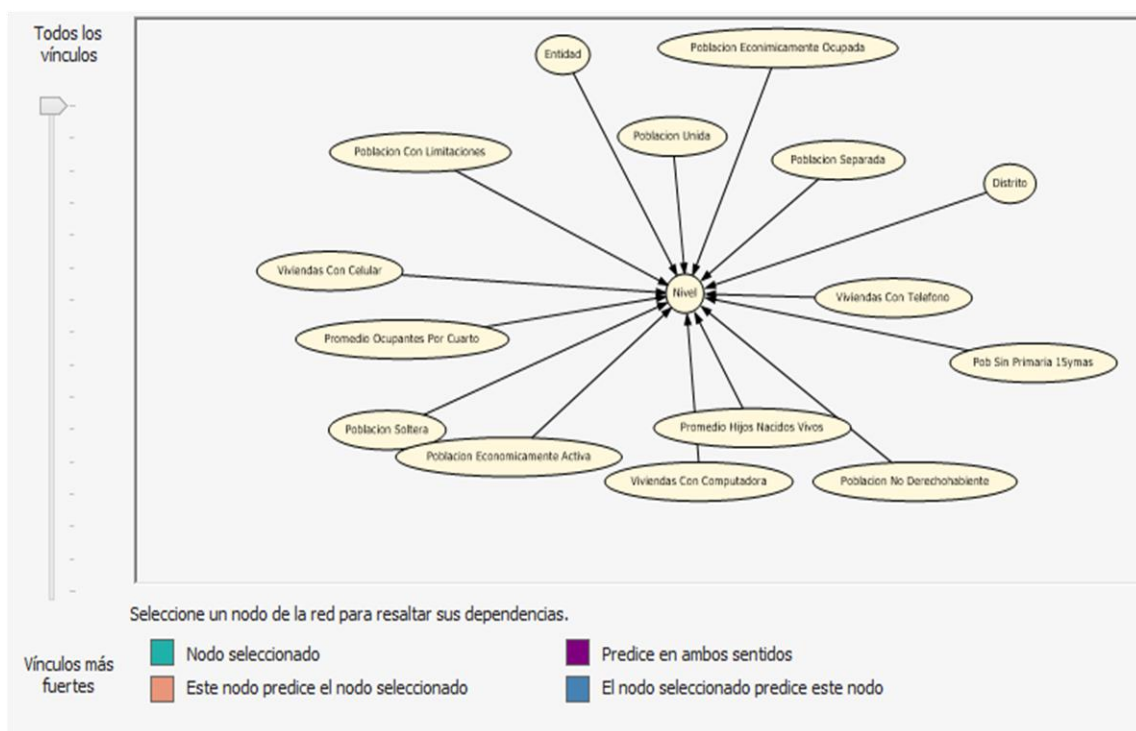 Todos los
vínculos
Entidad
Poblacion Econimicamente Ocupada
Poblacion Unida
Poblacion Con Limitaciones
Poblacion Separada
Distrito
Viviendas Con Celular
Nivel
Viviendas Con Telefono
Promedio Ocupantes Por Cuarto
Pob Sin Primaria 15ymas
Poblacion Soltera
Promedio Hijos Nacidos Vivos
Poblacion Economicamente Activa
Viviendas Con Computadora
Poblacion No Derechohabiente
Seleccione un nodo de la red para resaltar sus dependencias.
Vínculos más
fuertes
Nodo seleccionado
Predice en ambos sentidos
Este nodo predice el nodo seleccionado
El nodo seleccionado predice este nodo